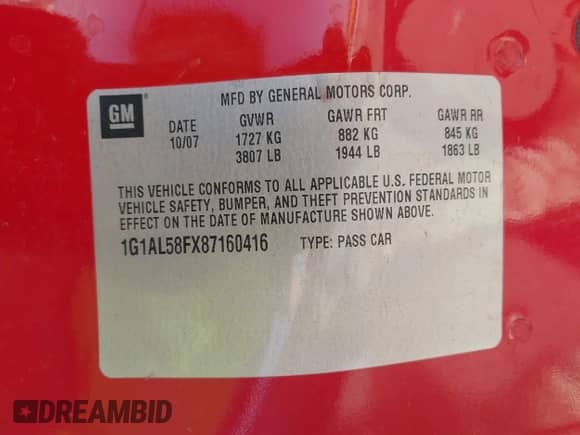 MFD BY GENERAL MOTORS CORP.
GM
DATE GVWR GAWR FRT GAWR RR
10/07 1727 KG 882 KG 845 KG
3807 LB 1944 LB 1863 LB
THIS VEHICLE CONFORMS TO ALL APPLICABLE U.S. FEDERAL MOTOR
VEHICLE SAFETY, BUMPER, AND THEFT PREVENTION STANDARDS IN
EFFECT ON THE DATE OF MANUFACTURE SHOWN ABOVE.
1G1AL58FX87160416 TYPE: PASS CAR
DREAMBID